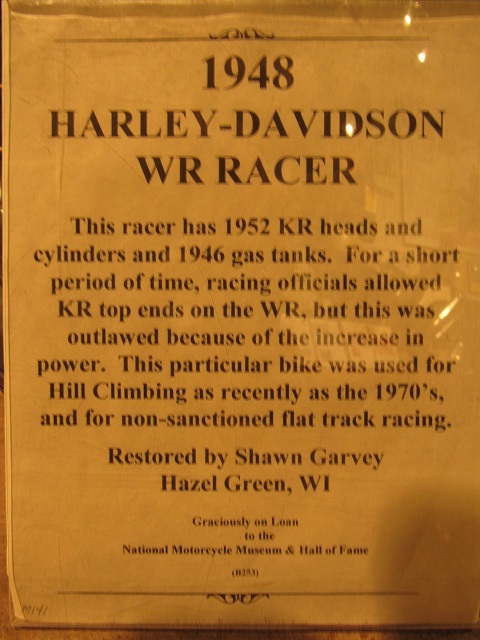 1948
HARLEY-DAVIDSON
WR RACER
This racer has 1952 KR heads and
cylinders and 1946 gas tanks. For a short
period of time, racing officials allowed
KR top ends on the WR, but this was
outlawed because of the increase in
power. This particular bike was used for
Hill Climbing as recently as the 1970's,
and for non-sanctioned flat track racing.
Restored by Shawn Garvey
Hazel Green, WI
Graciously on Loan
to the
National Motorcycle Museum & Hall of Fame
(B253)